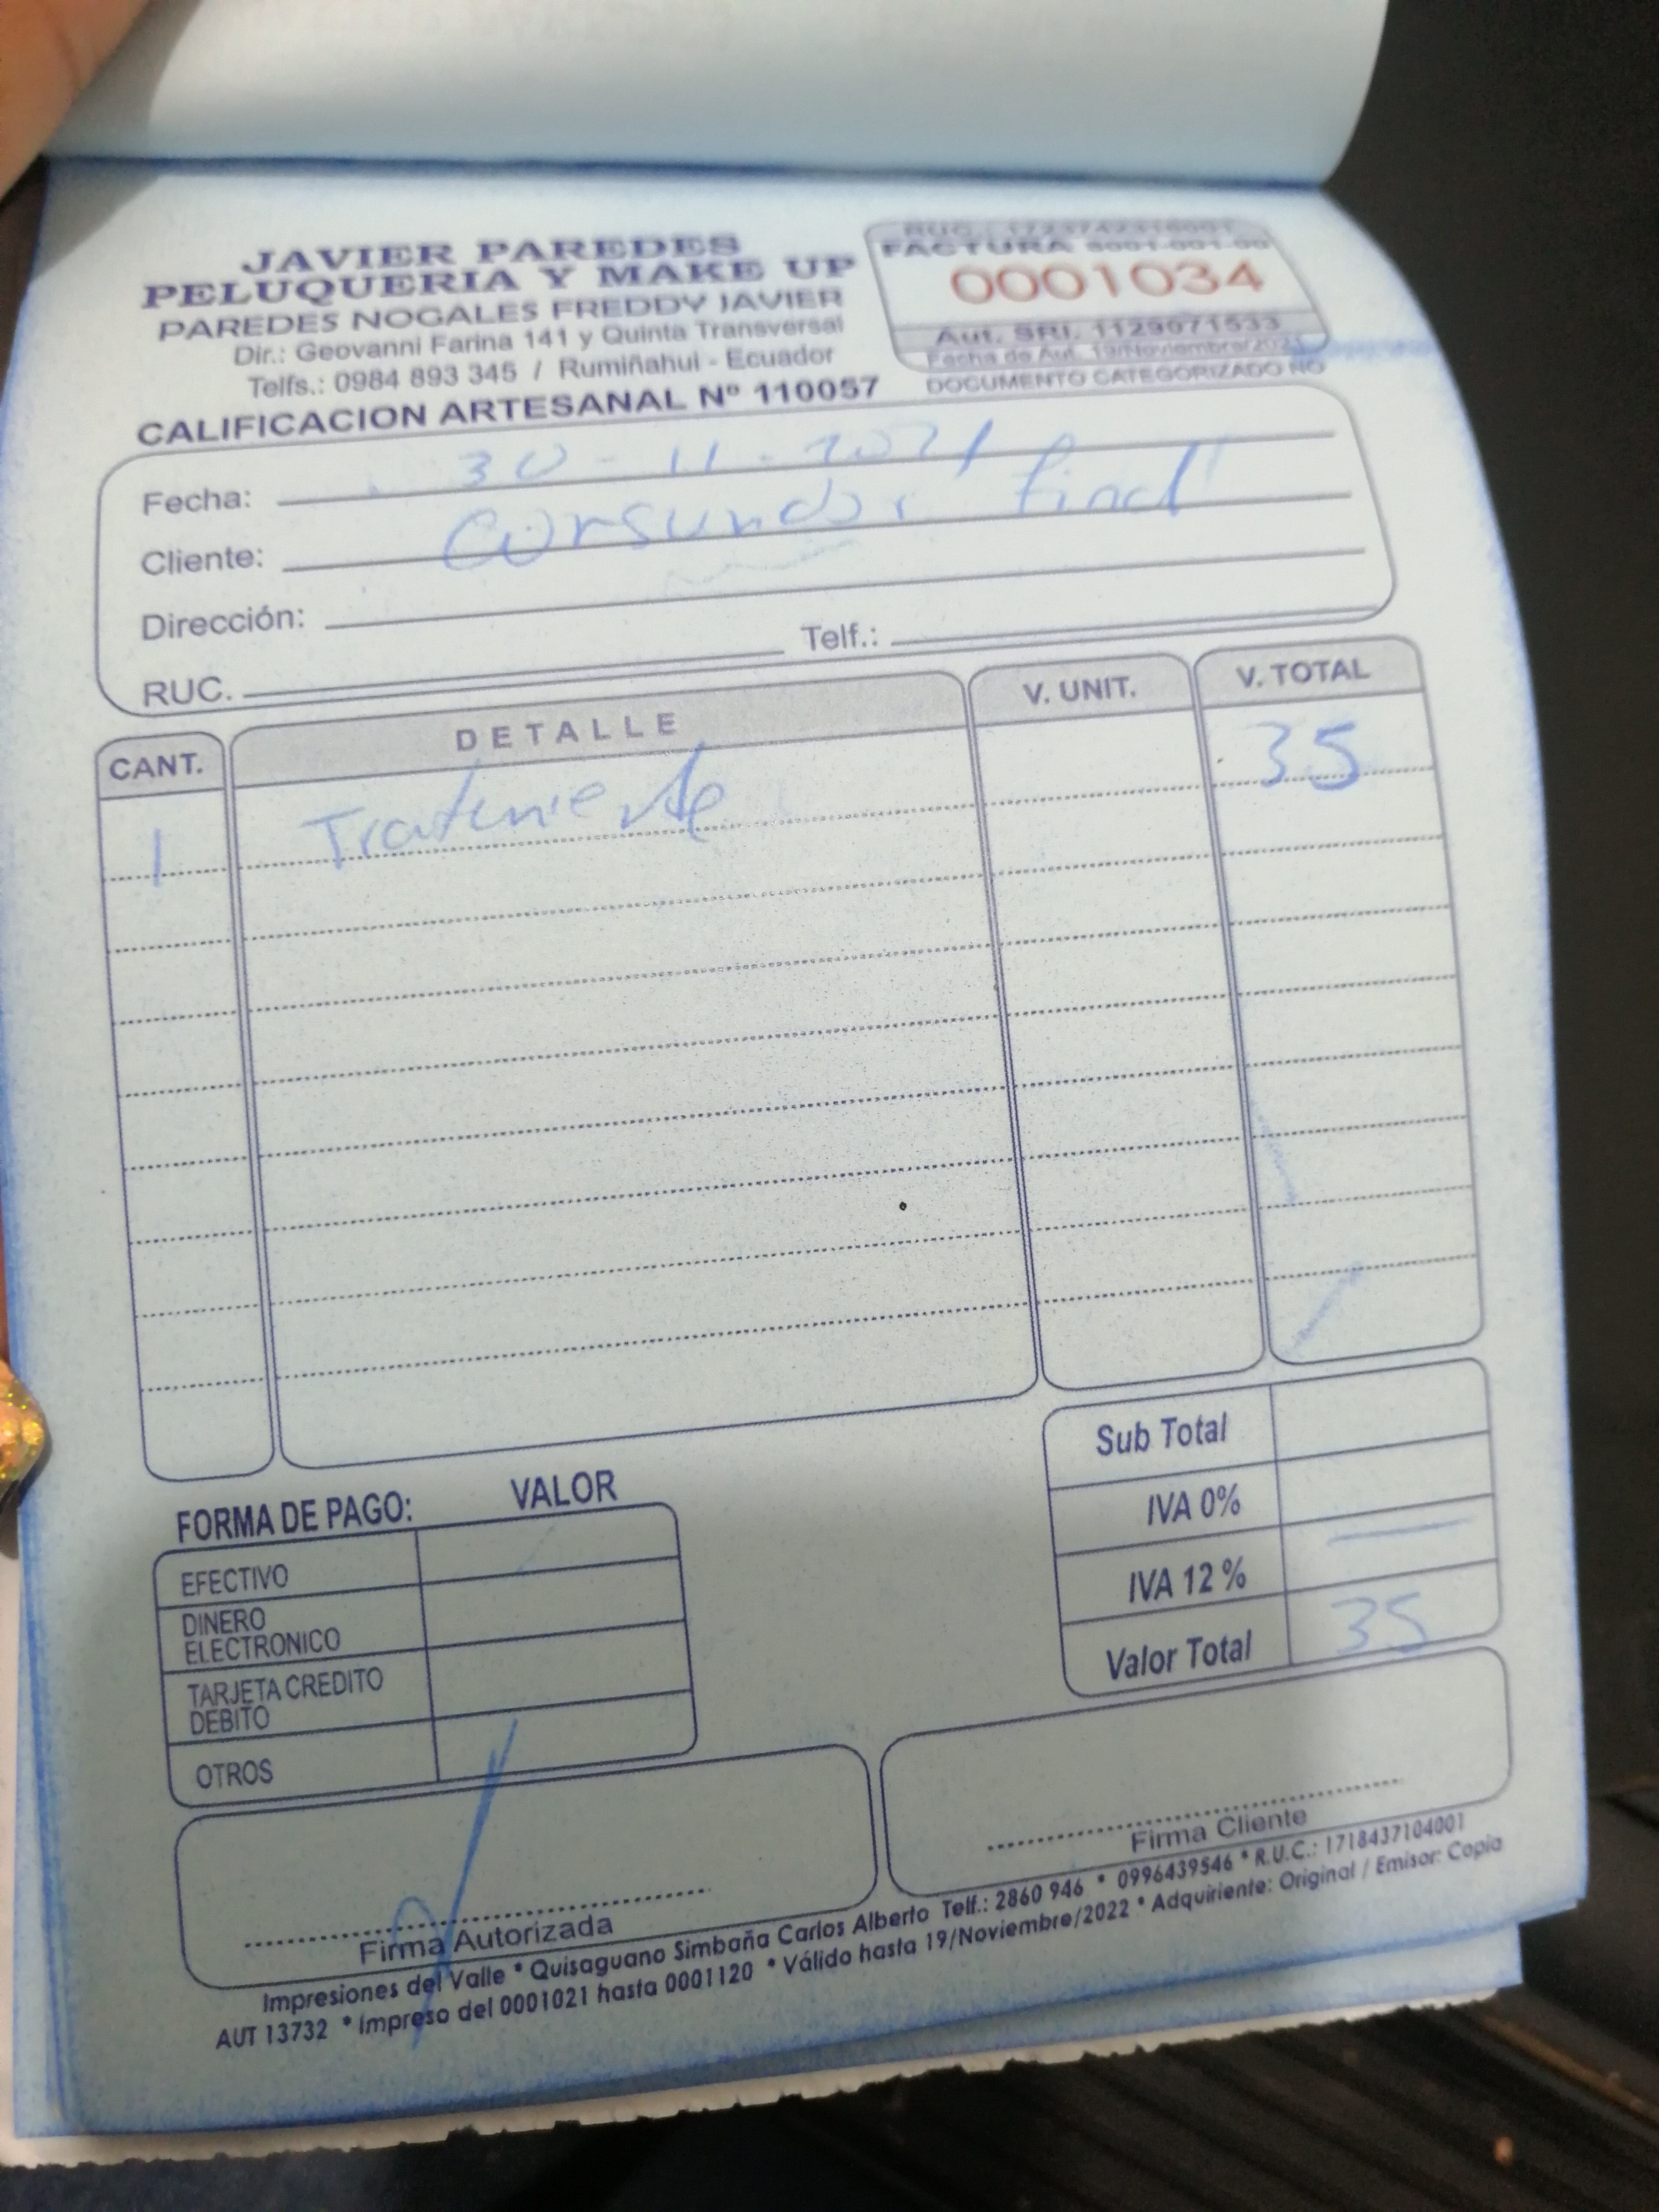 JAVIER PAREDES
PELUQUERIA Y MAKE UP
PAREDES NOGALES FREDDY JAVIER
Dir.: Geovanni Farina 141 y Quinta Transversal
Telfs.: 0984 893 345 / Rumiñahui - Ecuador
CALIFICACION ARTESANAL Nº 110057
RUC.:
FACTURA S001-001-00
0001034
Aut. SRI. 1129071533
Fecha de Aut. 19/Noviembre/2021
DOCUMENTO CATEGORIZADO NO
Fecha: 30-11-2021
Cliente: Consumidor final
Dirección:
RUC. Telf.:
CANT. DETALLE V. UNIT. V. TOTAL
1 Tratamiento 35
Sub Total
IVA 0%
IVA 12 %
Valor Total 35
FORMA DE PAGO: VALOR
EFECTIVO
DINERO
ELECTRONICO
TARJETA CREDITO
DEBITO
OTROS
Firma Autorizada
Firma Cliente
Impresiones del Valle * Quisaguano Simbaña Carlos Alberto Telf.: 2860 946 * 0996439546 * R.U.C.: 1718437104001
AUT 13732 * Impreso del 0001021 hasta 0001120 * Válido hasta 19/Noviembre/2022 * Adquiriente: Original / Emisor: Copia